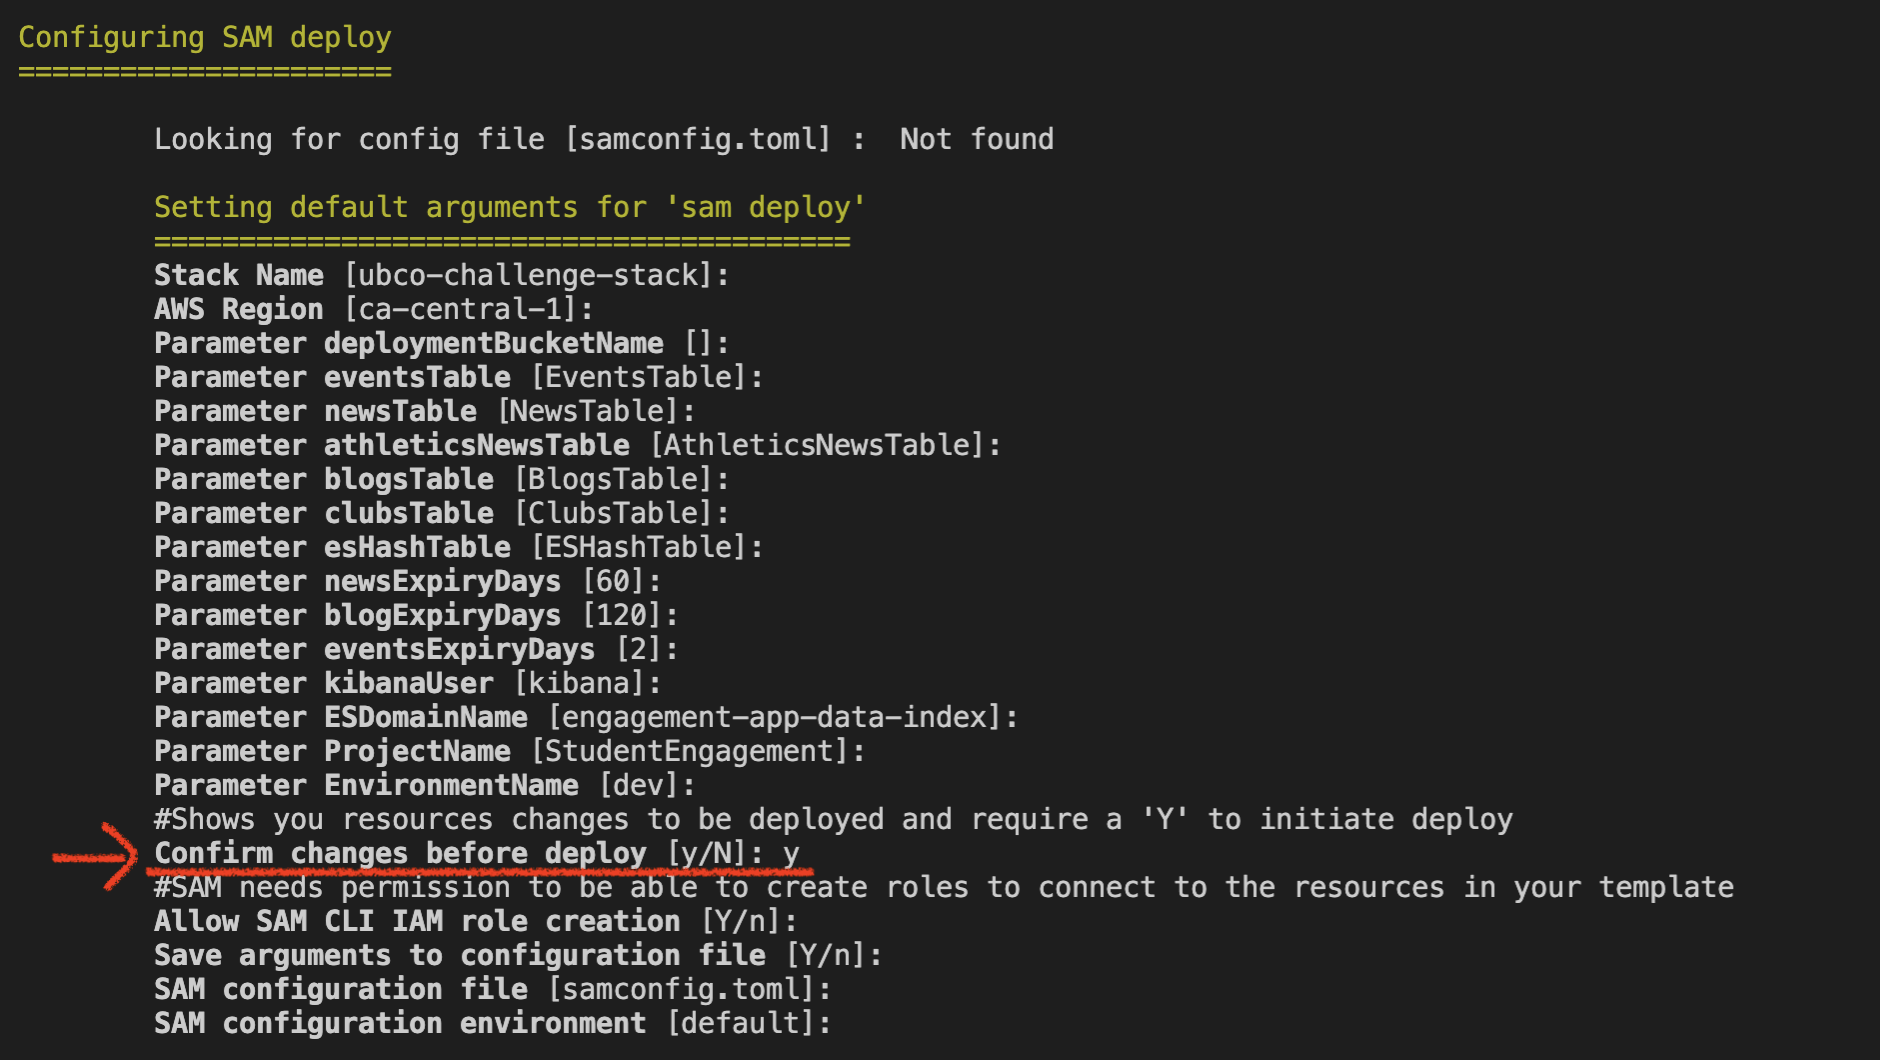 Configuring SAM deploy
======================
Looking for config file [samconfig.toml] :  Not found
Setting default arguments for 'sam deploy'
=========================================
Stack Name [ubco-challenge-stack]:
AWS Region [ca-central-1]:
Parameter deploymentBucketName []:
Parameter eventsTable [EventsTable]:
Parameter newsTable [NewsTable]:
Parameter athleticsNewsTable [AthleticsNewsTable]:
Parameter blogsTable [BlogsTable]:
Parameter clubsTable [ClubsTable]:
Parameter esHashTable [ESHashTable]:
Parameter newsExpiryDays [60]:
Parameter blogExpiryDays [120]:
Parameter eventsExpiryDays [2]:
Parameter kibanaUser [kibana]:
Parameter ESDomainName [engagement-app-data-index]:
Parameter ProjectName [StudentEngagement]:
Parameter EnvironmentName [dev]:
#Shows you resources changes to be deployed and require a 'Y' to initiate deploy
Confirm changes before deploy [y/N]: y
#SAM needs permission to be able to create roles to connect to the resources in your template
Allow SAM CLI IAM role creation [Y/n]:
Save arguments to configuration file [Y/n]:
SAM configuration file [samconfig.toml]:
SAM configuration environment [default]: